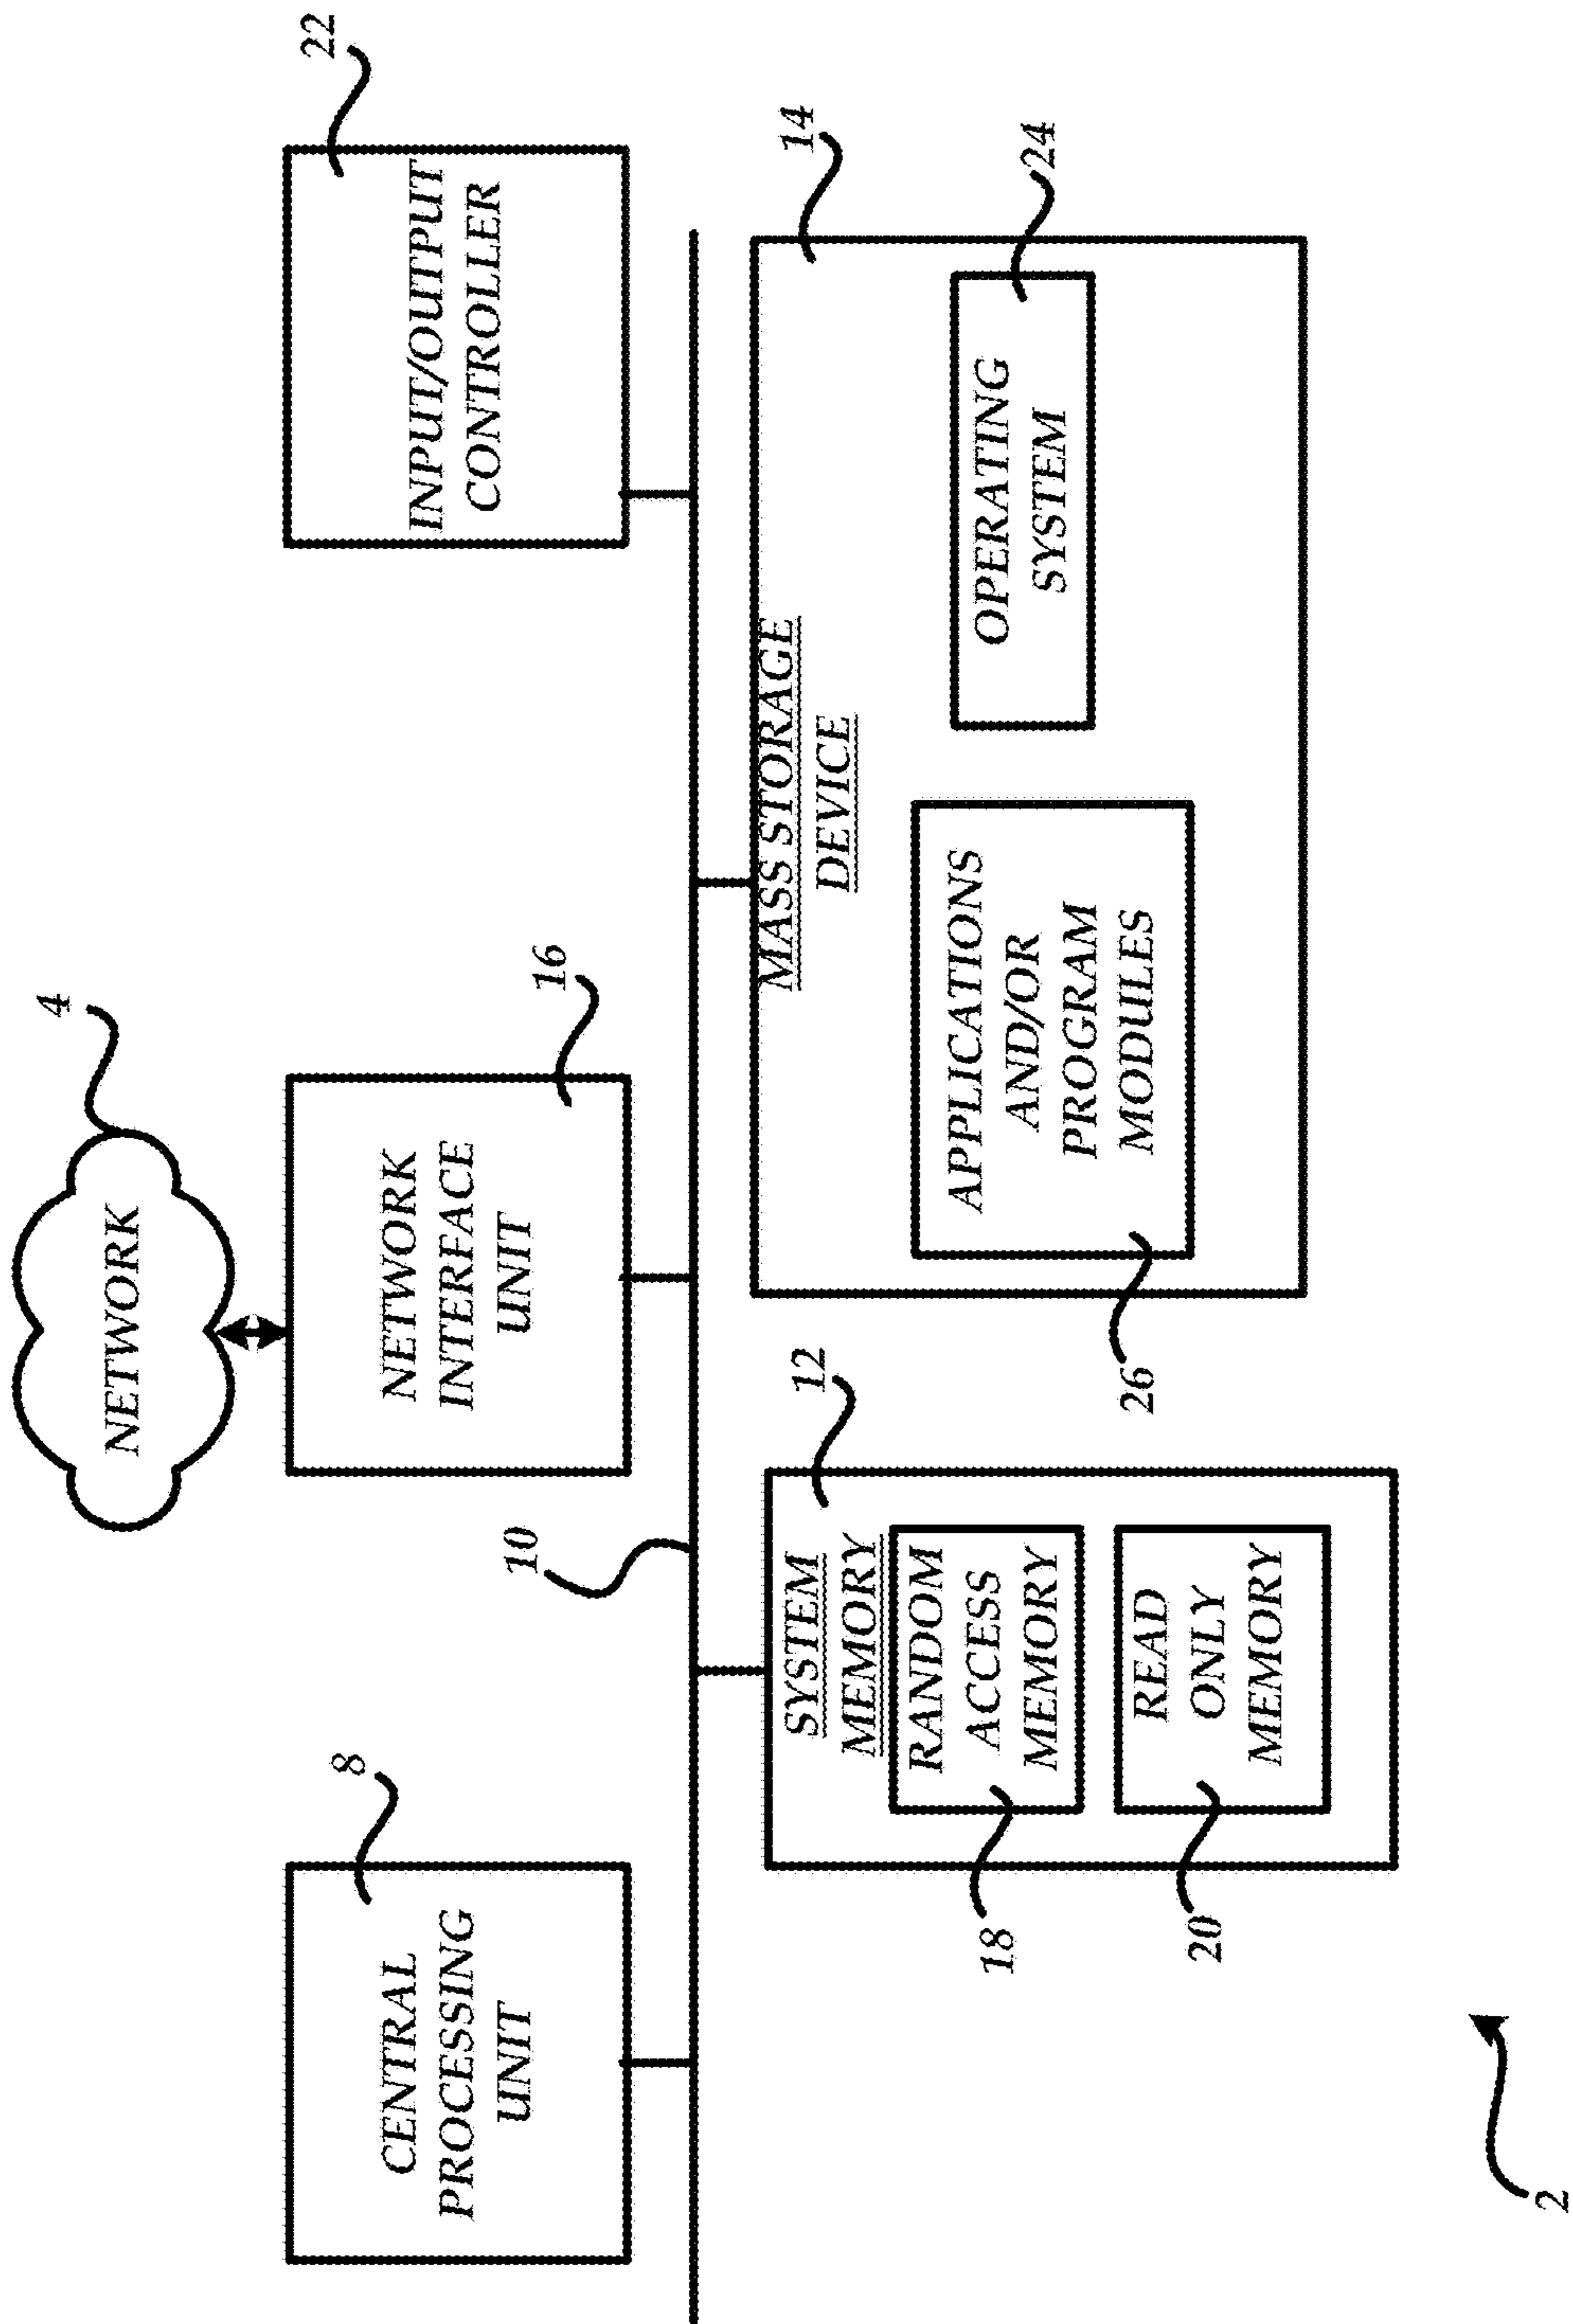 4
NETWORK
8
CENTRAL
PROCESSING
UNIT
16
NETWORK
INTERFACE
UNIT
22
INPUT/OUTPUT
CONTROLLER
10
12
SYSTEM
MEMORY
RANDOM
ACCESS
MEMORY
18
READ
ONLY
MEMORY
20
14
MASS STORAGE
DEVICE
24
OPERATING
SYSTEM
APPLICATIONS
AND/OR
PROGRAM
MODULES
26
2